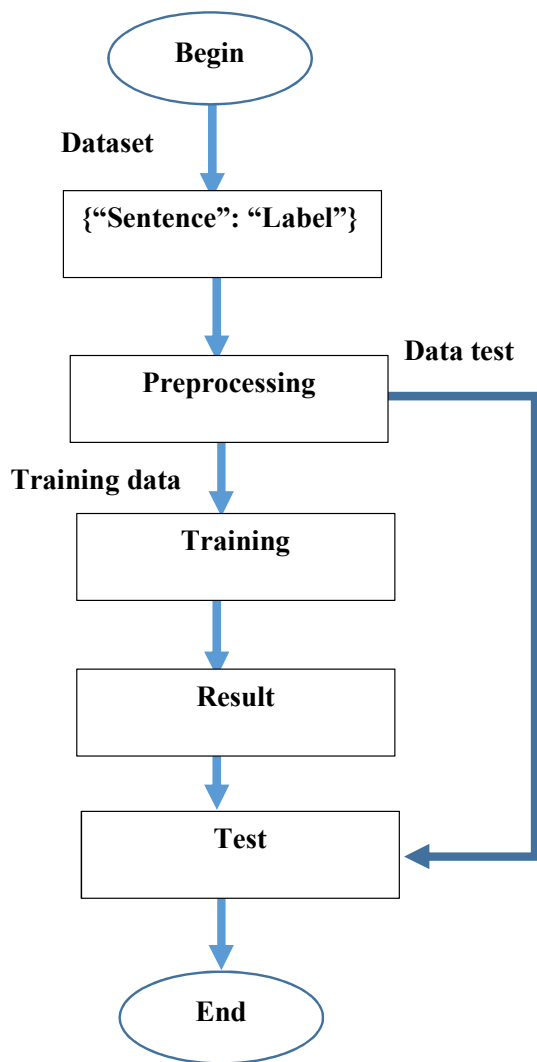 Begin
Dataset
{“Sentence”: “Label”}
Data test
Preprocessing
Training data
Training
Result
Test
End